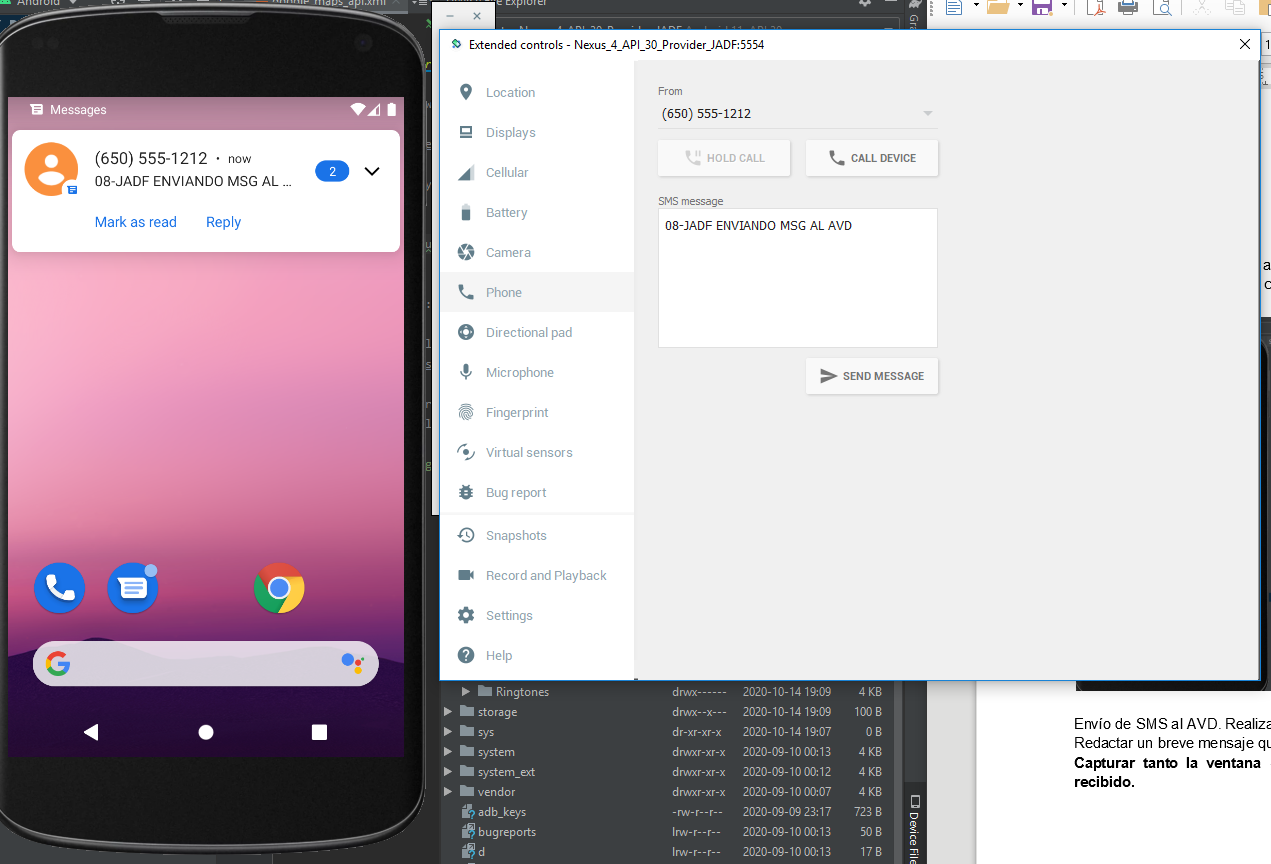 Android
google_maps_api.xml
Explorer
Messages
(650) 555-1212 · now
08-JADF ENVIANDO MSG AL ...
2
Mark as read
Reply
Extended controls - Nexus_4_API_30_Provider_JADF:5554
Location
Displays
Cellular
Battery
Camera
Phone
Directional pad
Microphone
Fingerprint
Virtual sensors
Bug report
Snapshots
Record and Playback
Settings
Help
From
(650) 555-1212
HOLD CALL
CALL DEVICE
SMS message
08-JADF ENVIANDO MSG AL AVD
SEND MESSAGE
Ringtones drwx------ 2020-10-14 19:09 4 KB
storage drwx--x--- 2020-10-14 19:09 100 B
sys dr-xr-xr-x 2020-10-14 19:07 0 B
system drwxr-xr-x 2020-09-10 00:13 4 KB
system_ext drwxr-xr-x 2020-09-10 00:12 4 KB
vendor drwxr-xr-x 2020-09-10 00:07 4 KB
adb_keys -rw-r--r-- 2020-09-09 23:17 723 B
bugreports lrw-r--r-- 2020-09-10 00:13 50 B
d lrw-r--r-- 2020-09-10 00:13 17 B
Device File
Envío de SMS al AVD. Realiza
Redactar un breve mensaje qu
Capturar tanto la ventana
recibido.